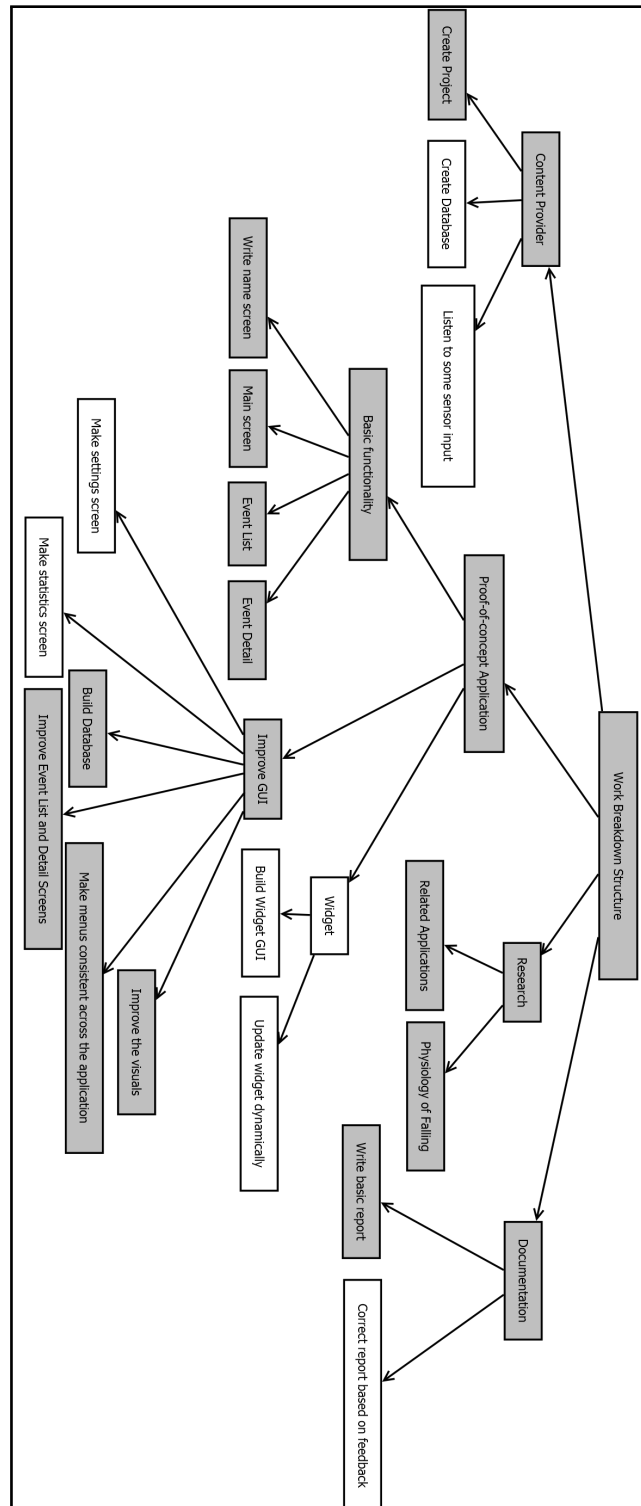 Work Breakdown Structure
Content Provider
Proof-of-concept Application
Research
Documentation
Create Project
Create Database
Listen to some sensor input
Basic functionality
Improve GUI
Widget
Related Applications
Physiology of Falling
Write basic report
Correct report based on feedback
Write name screen
Main screen
Event List
Event Detail
Build Widget GUI
Update widget dynamically
Make settings screen
Make statistics screen
Build Database
Improve Event List and Detail Screens
Make menus consistent across the application
Improve the visuals